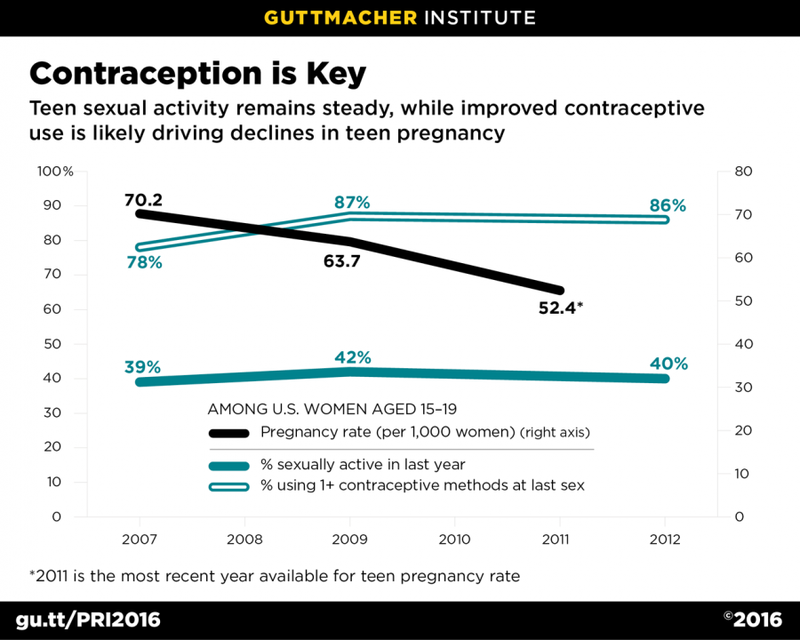 GUTTMACHER INSTITUTE
Contraception is Key
Teen sexual activity remains steady, while improved contraceptive
use is likely driving declines in teen pregnancy
100%
90
80
70
60
50
40
30
20
10
0
80
70
60
50
40
30
20
10
0
70.2
87%
86%
78%
63.7
52.4*
39%
42%
40%
AMONG U.S. WOMEN AGED 15–19
Pregnancy rate (per 1,000 women) (right axis)
% sexually active in last year
% using 1+ contraceptive methods at last sex
2007 2008 2009 2010 2011 2012
*2011 is the most recent year available for teen pregnancy rate
gu.tt/PRI2016
©2016